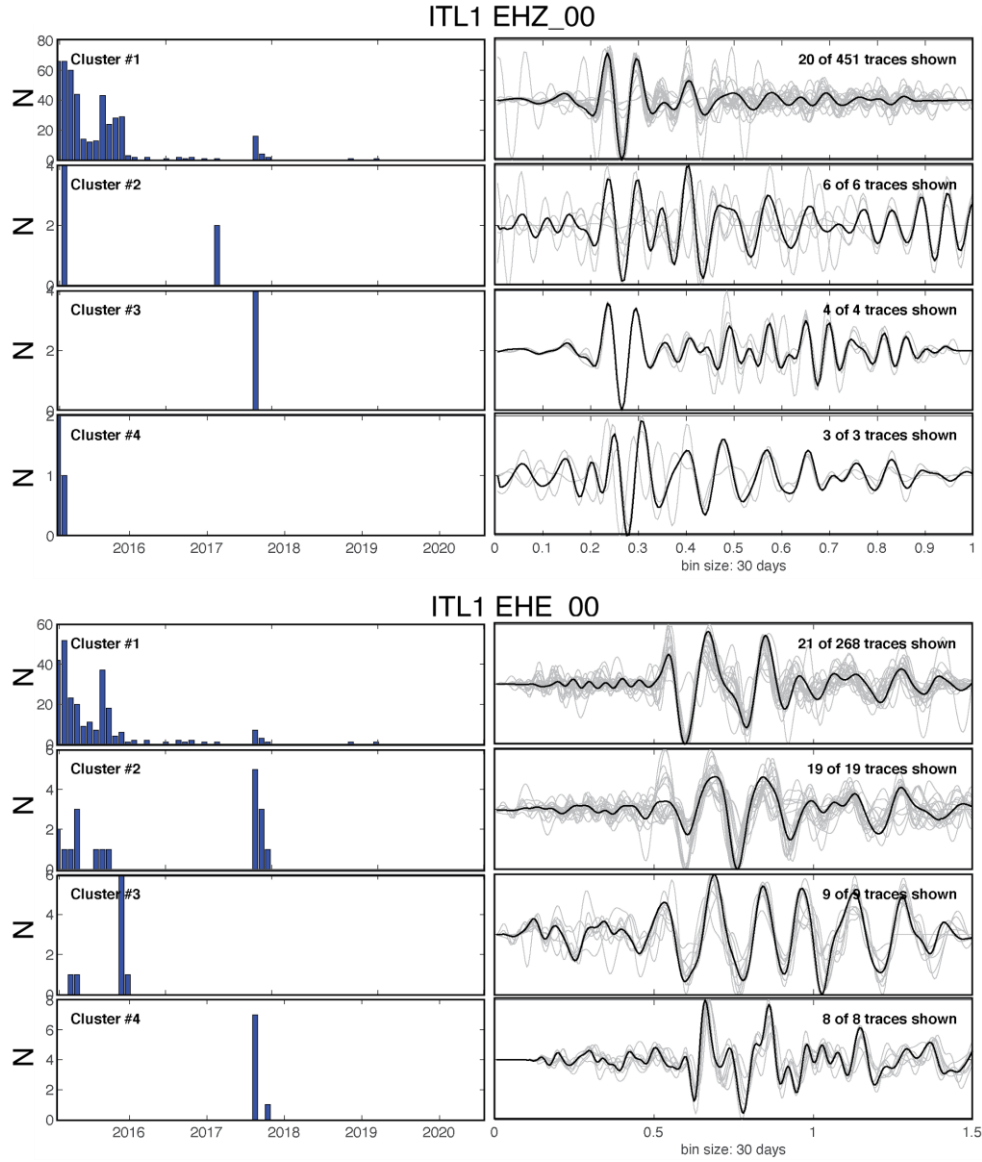 ITL1 EHZ_00
80
60
40
20
0
N
Cluster #1
20 of 451 traces shown
4
2
0
N
Cluster #2
6 of 6 traces shown
4
2
0
N
Cluster #3
4 of 4 traces shown
2
1
0
N
Cluster #4
3 of 3 traces shown
2016 2017 2018 2019 2020
0 0.1 0.2 0.3 0.4 0.5 0.6 0.7 0.8 0.9 1
bin size: 30 days
ITL1 EHE_00
60
40
20
0
N
Cluster #1
21 of 268 traces shown
6
4
2
0
N
Cluster #2
19 of 19 traces shown
6
4
2
0
N
Cluster #3
9 of 9 traces shown
8
6
4
2
0
N
Cluster #4
8 of 8 traces shown
2016 2017 2018 2019 2020
0 0.5 1 1.5
bin size: 30 days